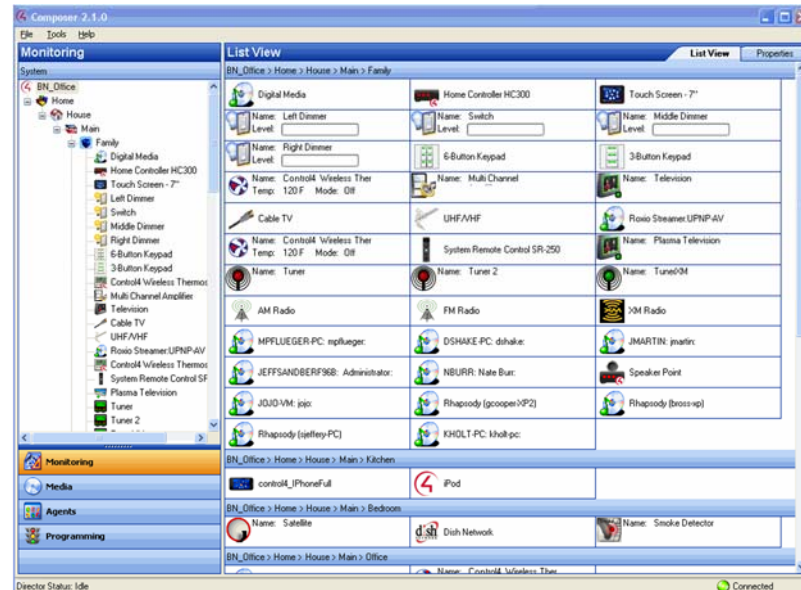 Composer 2.1.0
File Tools Help
Monitoring
System
BN_Office
Home
House
Main
Family
Digital Media
Home Controller HC300
Touch Screen - 7"
Left Dimmer
Switch
Middle Dimmer
Right Dimmer
6-Button Keypad
3-Button Keypad
Control4 Wireless Thermos
Multi Channel Amplifier
Television
Cable TV
UHF/VHF
Roxio Streamer:UPNP-AV
Control4 Wireless Thermos
System Remote Control SF
Plasma Television
Tuner
Tuner 2
Monitoring
Media
Agents
Programming
List View
List View Properties
BN_Office > Home > House > Main > Family
Digital Media Home Controller HC300 Touch Screen - 7"
Name: Left Dimmer Name: Switch Name: Middle Dimmer
Level: Level: Level:
Name: Right Dimmer 6-Button Keypad 3-Button Keypad
Level:
Name: Control4 Wireless Ther Name: Multi Channel Name: Television
Temp: 120 F Mode: Off
Cable TV UHF/VHF Roxio Streamer:UPNP-AV
Name: Control4 Wireless Ther System Remote Control SR-250 Name: Plasma Television
Temp: 120 F Mode: Off
Name: Tuner Name: Tuner 2 Name: TunerXM
AM Radio FM Radio XM Radio
MPFLUEGER-PC: mpflueger: DSHAKE-PC: dshake: JMARTIN: jmartin:
JEFFSANDBERF96B: Administrator: NBURR: Nate Burr: Speaker Point
JOJO-VM: jojo: Rhapsody (gcooper-XP2) Rhapsody (bross-xp)
Rhapsody (sjeffery-PC) KHOLT-PC: kholt-pc:
BN_Office > Home > House > Main > Kitchen
control4_IPhoneFull iPod
BN_Office > Home > House > Main > Bedroom
Name: Satellite dish Dish Network Name: Smoke Detector
BN_Office > Home > House > Main > Office
Name: Control4 Wireless Ther
Director Status: Idle Connected